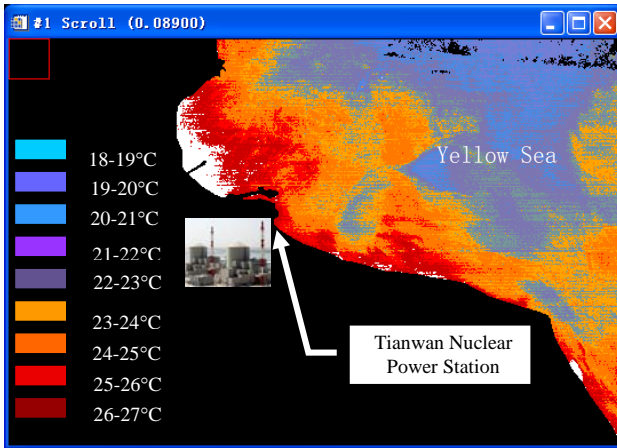 #1 Scroll (0.08900)
Yellow Sea
18-19°C
19-20°C
20-21°C
21-22°C
22-23°C
23-24°C
24-25°C
25-26°C
26-27°C
Tianwan Nuclear
Power Station